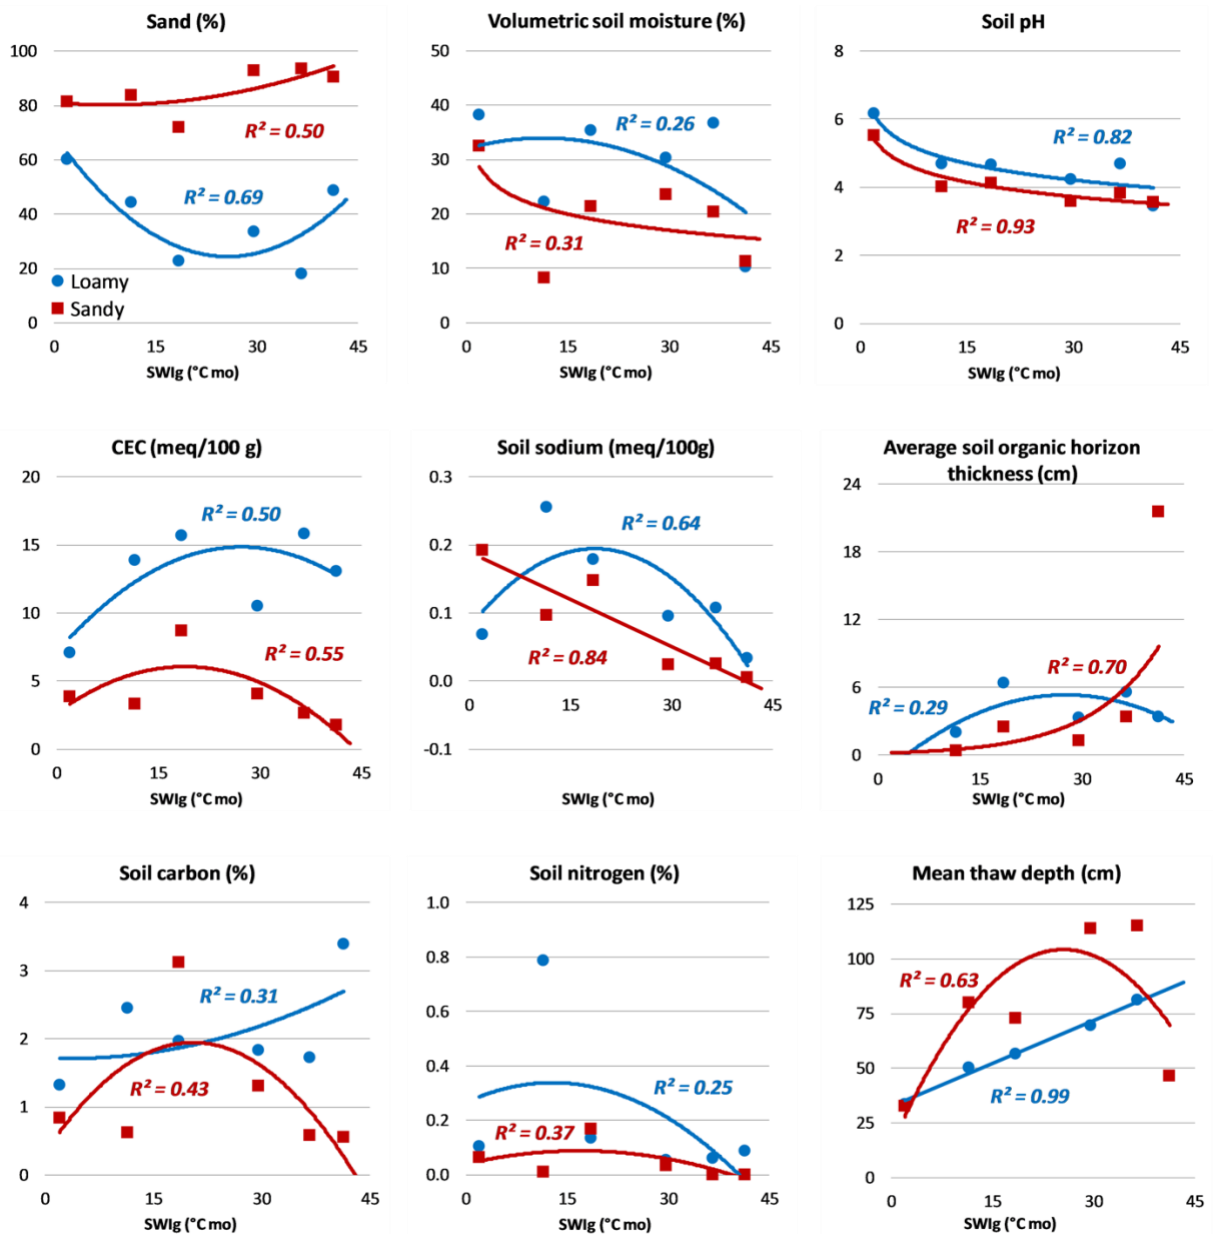 Sand (%)
100
80
60
40
20
0
R² = 0.50
R² = 0.69
Loamy
Sandy
0 15 30 45
SWIg (°C mo)
Volumetric soil moisture (%)
50
40
30
20
10
0
R² = 0.26
R² = 0.31
0 15 30 45
SWIg (°C mo)
Soil pH
8
6
4
2
0
R² = 0.82
R² = 0.93
0 15 30 45
SWIg (°C mo)
CEC (meq/100 g)
20
15
10
5
0
R² = 0.50
R² = 0.55
0 15 30 45
SWIg (°C mo)
Soil sodium (meq/100g)
0.3
0.2
0.1
0.0
-0.1
R² = 0.64
R² = 0.84
0 15 30 45
SWIg (°C mo)
Average soil organic horizon
thickness (cm)
24
18
12
6
0
R² = 0.70
R² = 0.29
0 15 30 45
SWIg (°C mo)
Soil carbon (%)
4
3
2
1
0
R² = 0.31
R² = 0.43
0 15 30 45
SWIg (°C mo)
Soil nitrogen (%)
1.0
0.8
0.6
0.4
0.2
0.0
R² = 0.25
R² = 0.37
0 15 30 45
SWIg (°C mo)
Mean thaw depth (cm)
125
100
75
50
25
0
R² = 0.63
R² = 0.99
0 15 30 45
SWIg (°C mo)